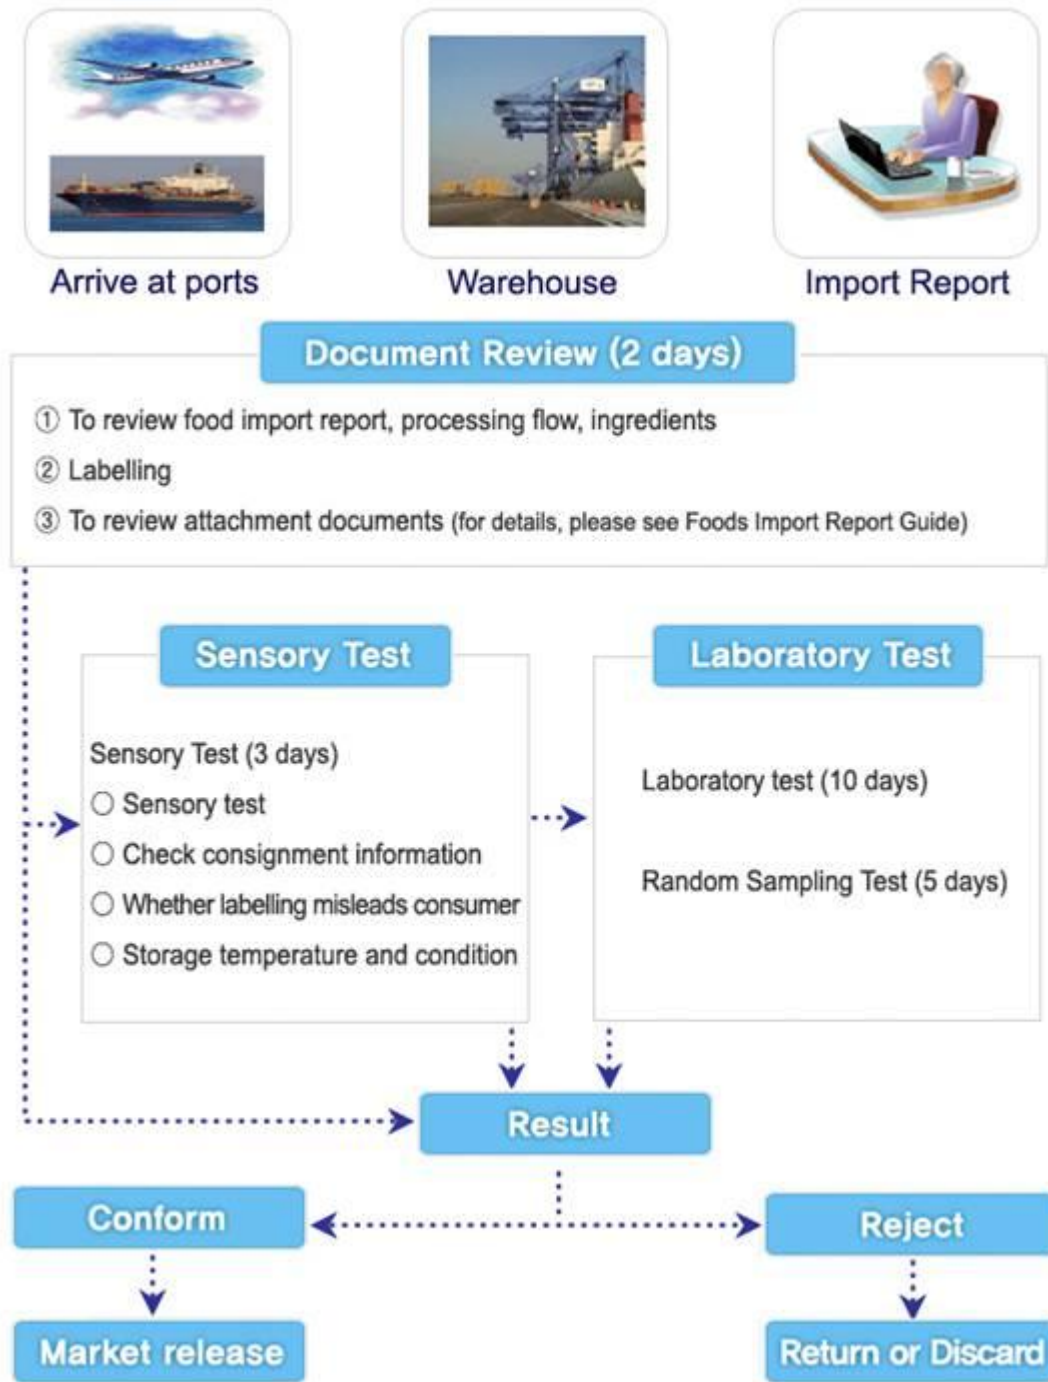 Arrive at ports
Warehouse
Import Report
Document Review (2 days)
① To review food import report, processing flow, ingredients
② Labelling
③ To review attachment documents (for details, please see Foods Import Report Guide)
Sensory Test
Laboratory Test
Sensory Test (3 days)
○ Sensory test
○ Check consignment information
○ Whether labelling misleads consumer
○ Storage temperature and condition
Laboratory test (10 days)
Random Sampling Test (5 days)
Result
Conform
Reject
Market release
Return or Discard